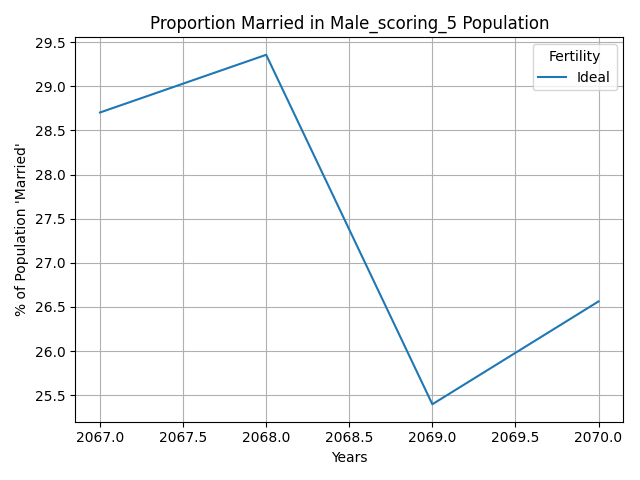 Proportion Married in Male_scoring_5 Population
29.5
29.0
28.5
28.0
27.5
27.0
26.5
26.0
25.5
% of Population 'Married'
Fertility
Ideal
2067.0 2067.5 2068.0 2068.5 2069.0 2069.5 2070.0
Years